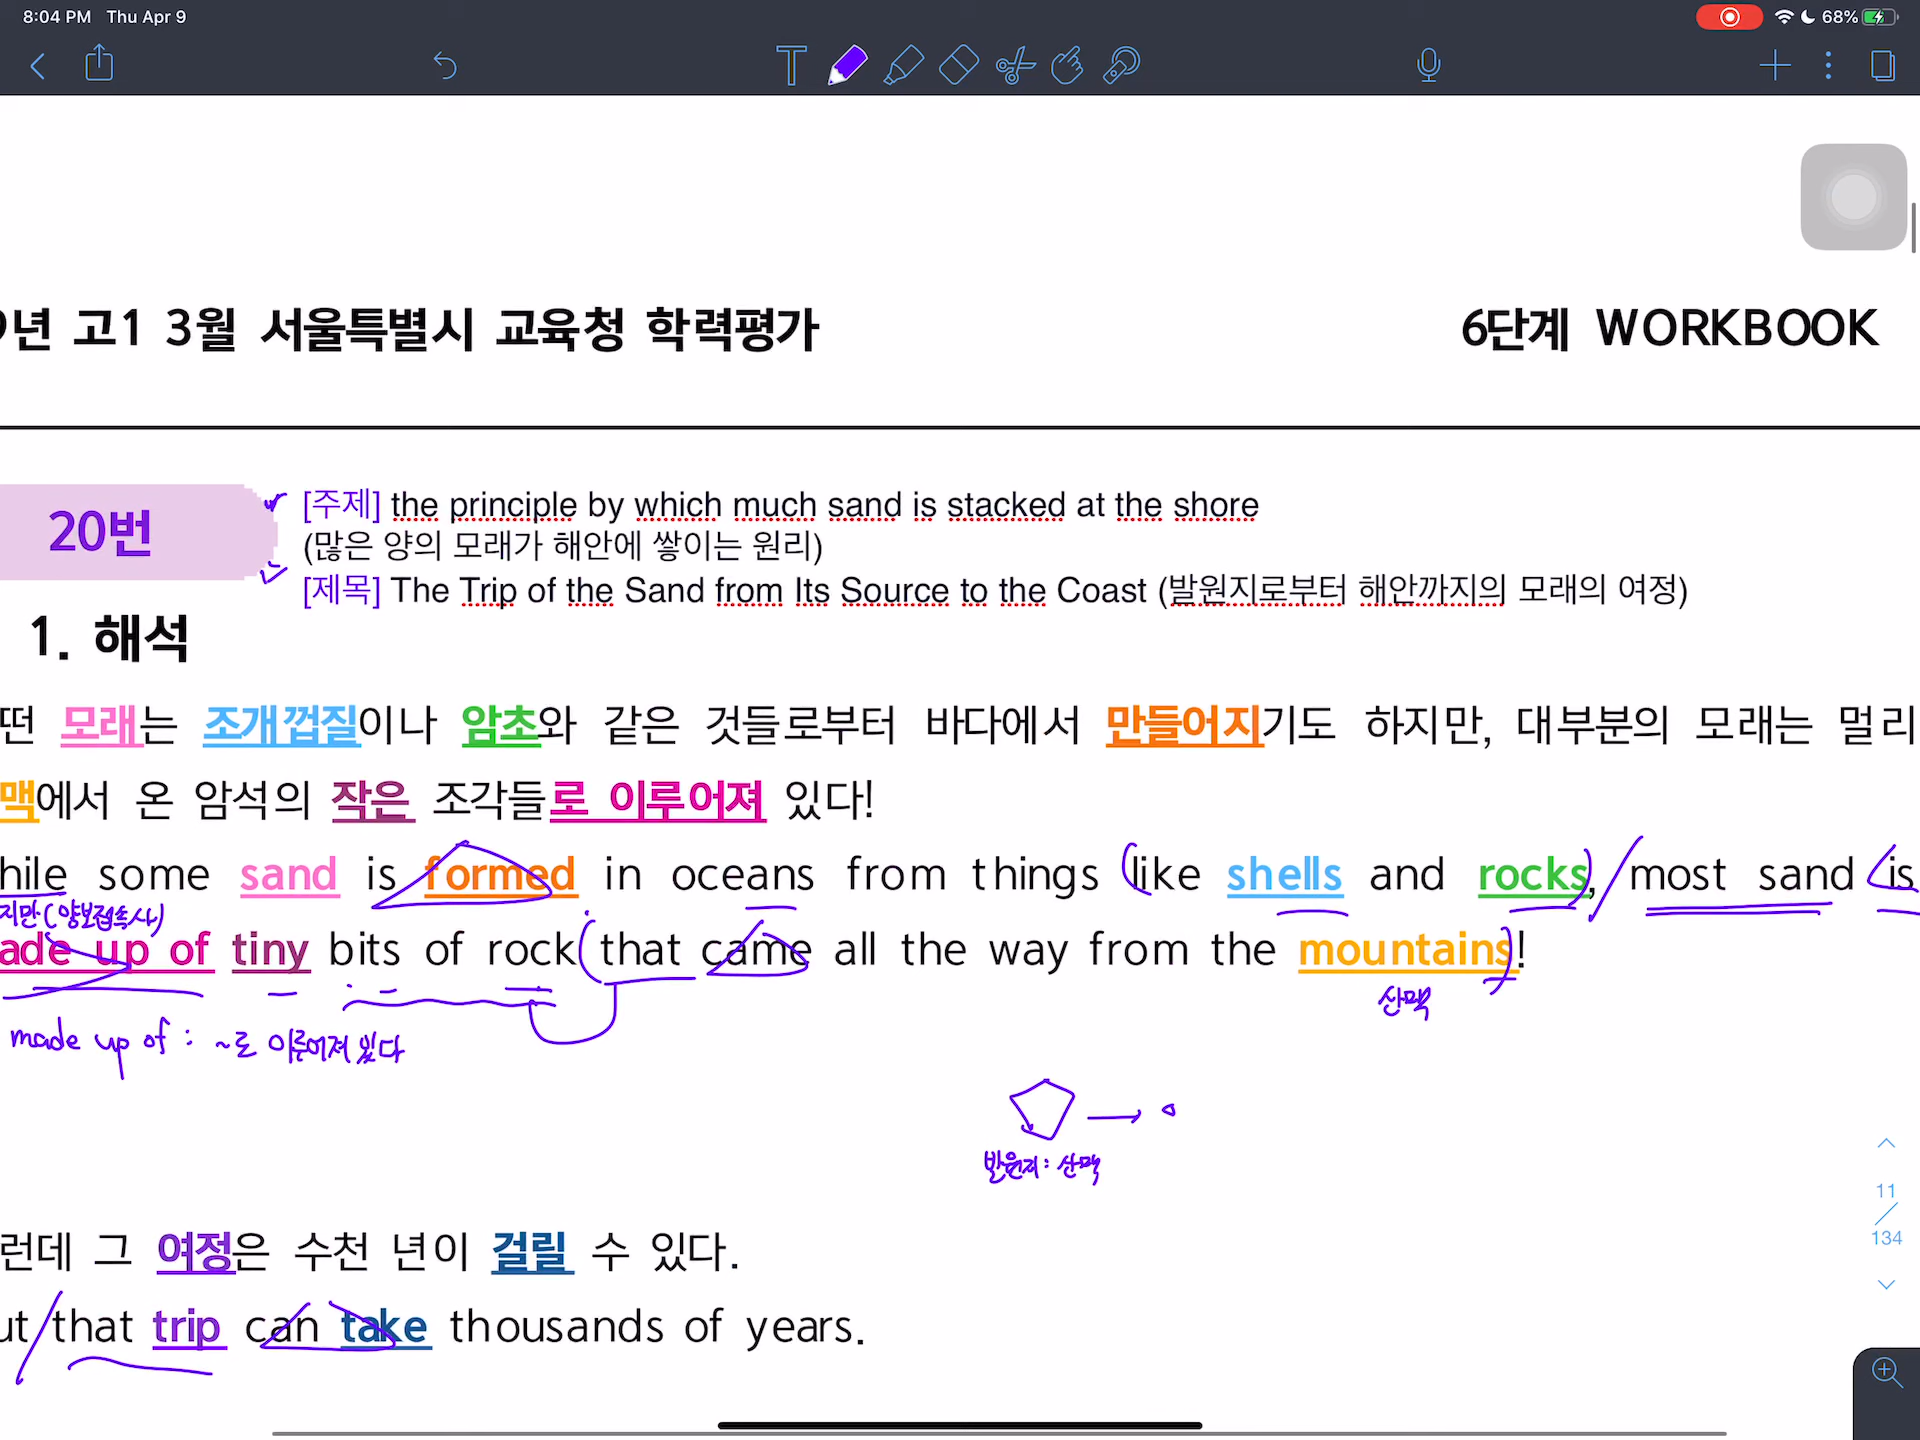 8:04 PM Thu Apr 9 68%
9년 고1 3월 서울특별시 교육청 학력평가 6단계 WORKBOOK
20번
[주제] the principle by which much sand is stacked at the shore
(많은 양의 모래가 해안에 쌓이는 원리)
[제목] The Trip of the Sand from Its Source to the Coast (발원지로부터 해안까지의 모래의 여정)
1. 해석
떤 모래는 조개껍질이나 암초와 같은 것들로부터 바다에서 만들어지기도 하지만, 대부분의 모래는 멀리
맥에서 온 암석의 작은 조각들로 이루어져 있다!
hile some sand is formed in oceans from things (like shells and rocks), / most sand is
지만(양보접속사)
ade up of tiny bits of rock (that came all the way from the mountains)!
산맥
made up of : ~로 이루어져 있다
발원지 : 산맥
런데 그 여정은 수천 년이 걸릴 수 있다.
ut / that trip can take thousands of years.
11
134